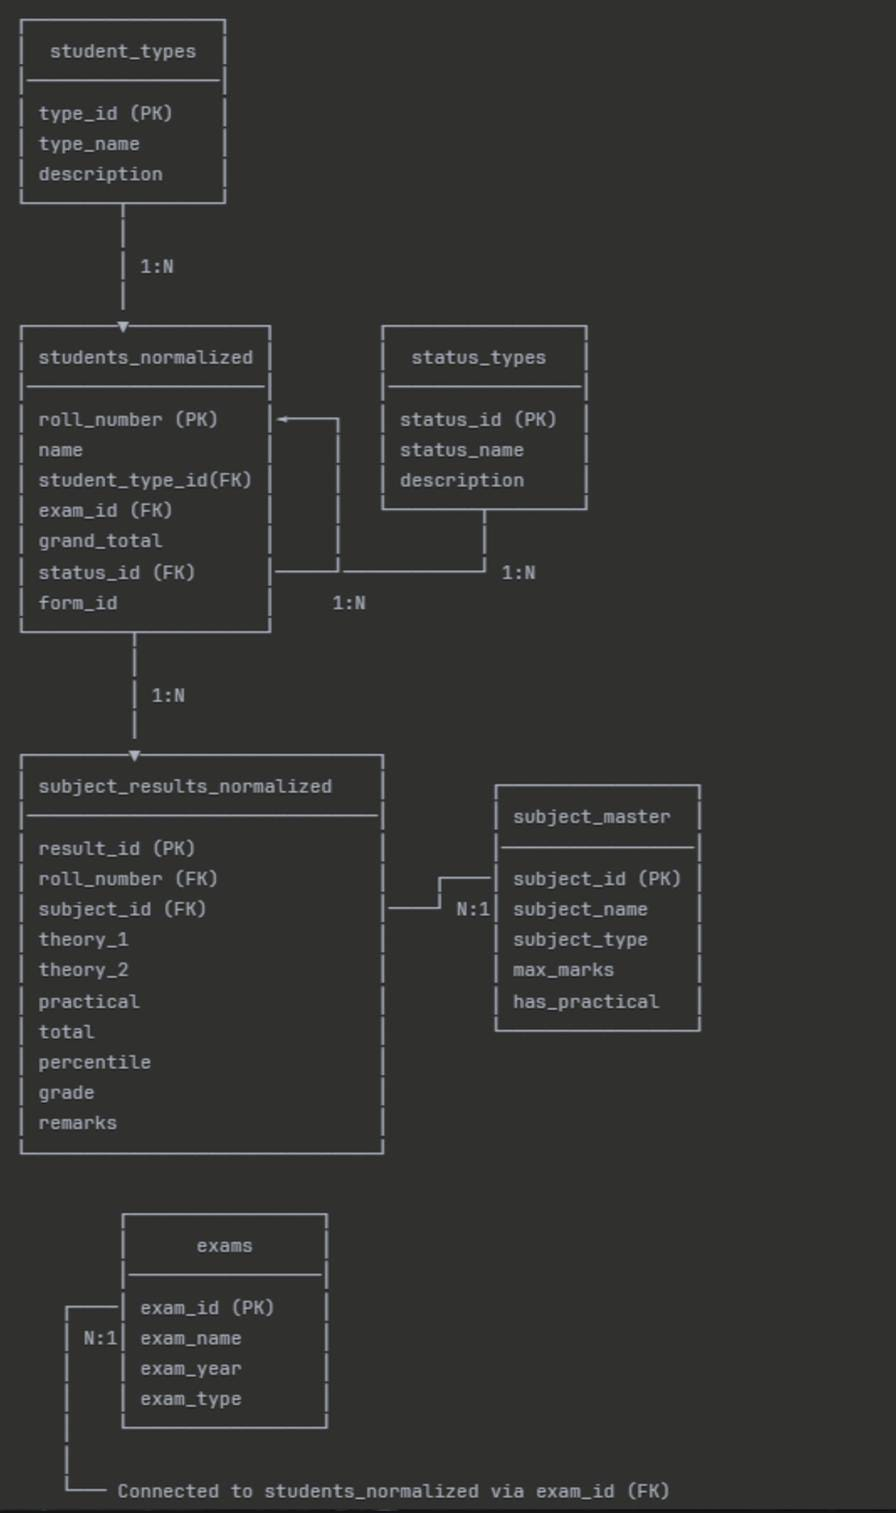 student_types
type_id (PK)
type_name
description
1:N
students_normalized
roll_number (PK)
name
student_type_id(FK)
exam_id (FK)
grand_total
status_id (FK)
form_id
status_types
status_id (PK)
status_name
description
1:N
1:N
1:N
subject_results_normalized
result_id (PK)
roll_number (FK)
subject_id (FK)
theory_1
theory_2
practical
total
percentile
grade
remarks
N:1
subject_master
subject_id (PK)
subject_name
subject_type
max_marks
has_practical
exams
exam_id (PK)
N:1
exam_name
exam_year
exam_type
Connected to students_normalized via exam_id (FK)